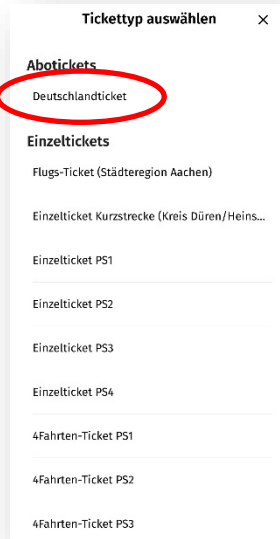 Tickettyp auswählen
Abotickets
Deutschlandticket
Einzeltickets
Flugs-Ticket (Städteregion Aachen)
Einzelticket Kurzstrecke (Kreis Düren/Heins...
Einzelticket PS1
Einzelticket PS2
Einzelticket PS3
Einzelticket PS4
4Fahrten-Ticket PS1
4Fahrten-Ticket PS2
4Fahrten-Ticket PS3